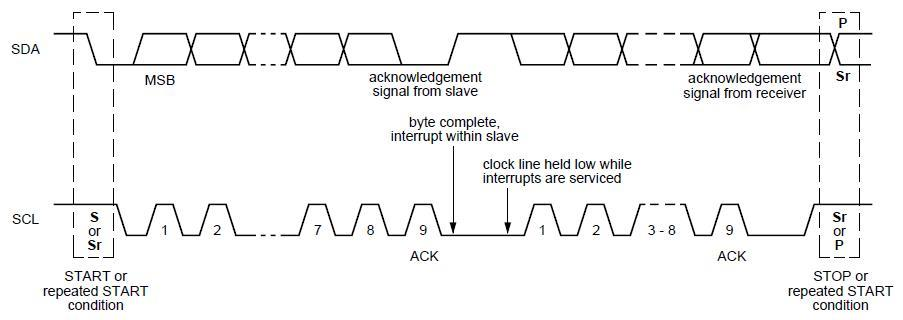 P
SDA
MSB
acknowledgement
signal from slave
acknowledgement
signal from receiver
Sr
byte complete,
interrupt within slave
clock line held low while
interrupts are serviced
SCL
S
or
Sr
1
2
7
8
9
1
2
3 - 8
9
Sr
or
P
ACK
ACK
START or
repeated START
condition
STOP or
repeated START
condition